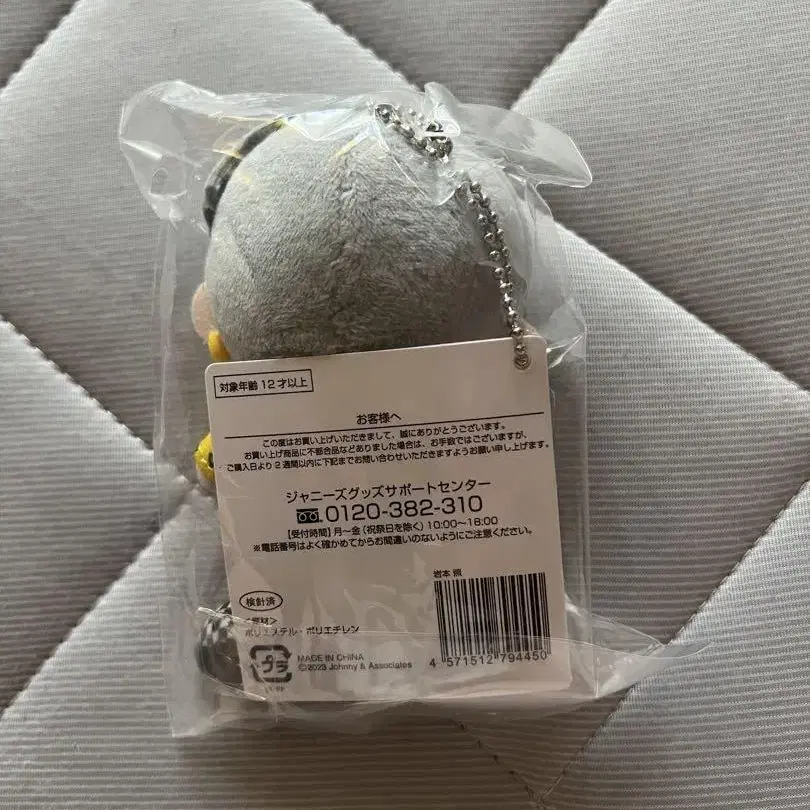 対象年齢12才以上
お客様へ
この度はお買い上げいただきまして、誠にありがとうございます。
お買い上げ商品に不都合品などありました場合は、お手数ではございますが、
ご購入日より2週間以内に下記までお問い合わせいただきますようお願い申し上げます。
ジャニーズグッズサポートセンター
0120-382-310
【受付時間】月〜金(祝祭日を除く)10:00〜18:00
※電話番号はよく確かめてからお間違いのないようにご注意ください。
岩本 照
検針済
<素材>
ポリエステル・ポリエチレン
プラ
MADE IN CHINA
©2023 Johnny & Associates
4 571512 794450